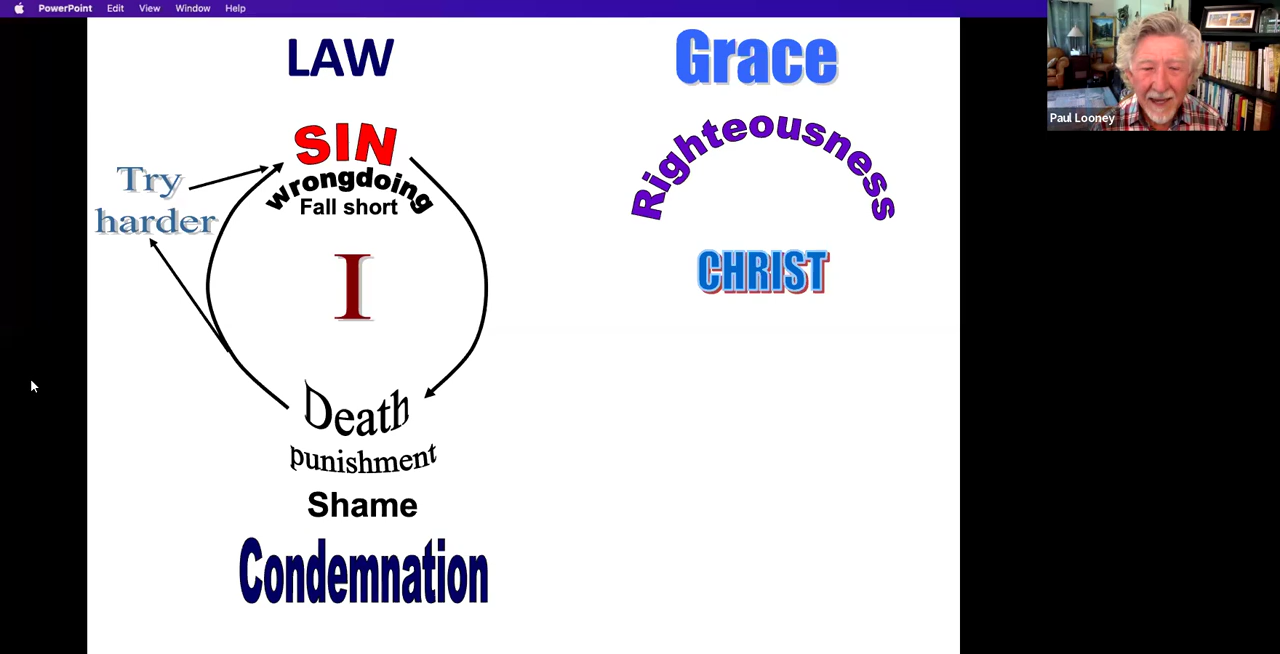 PowerPoint Edit View Window Help
LAW
SIN
wrongdoing
Fall short
Try
harder
I
Death
punishment
Shame
Condemnation
Grace
Righteousness
CHRIST
Paul Looney